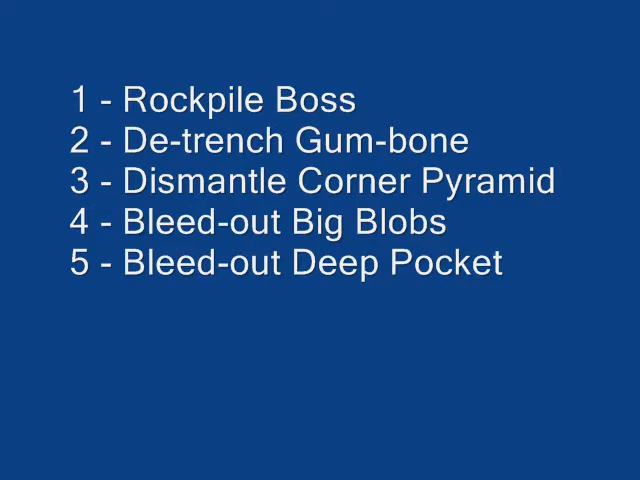 1 - Rockpile Boss
2 - De-trench Gum-bone
3 - Dismantle Corner Pyramid
4 - Bleed-out Big Blobs
5 - Bleed-out Deep Pocket